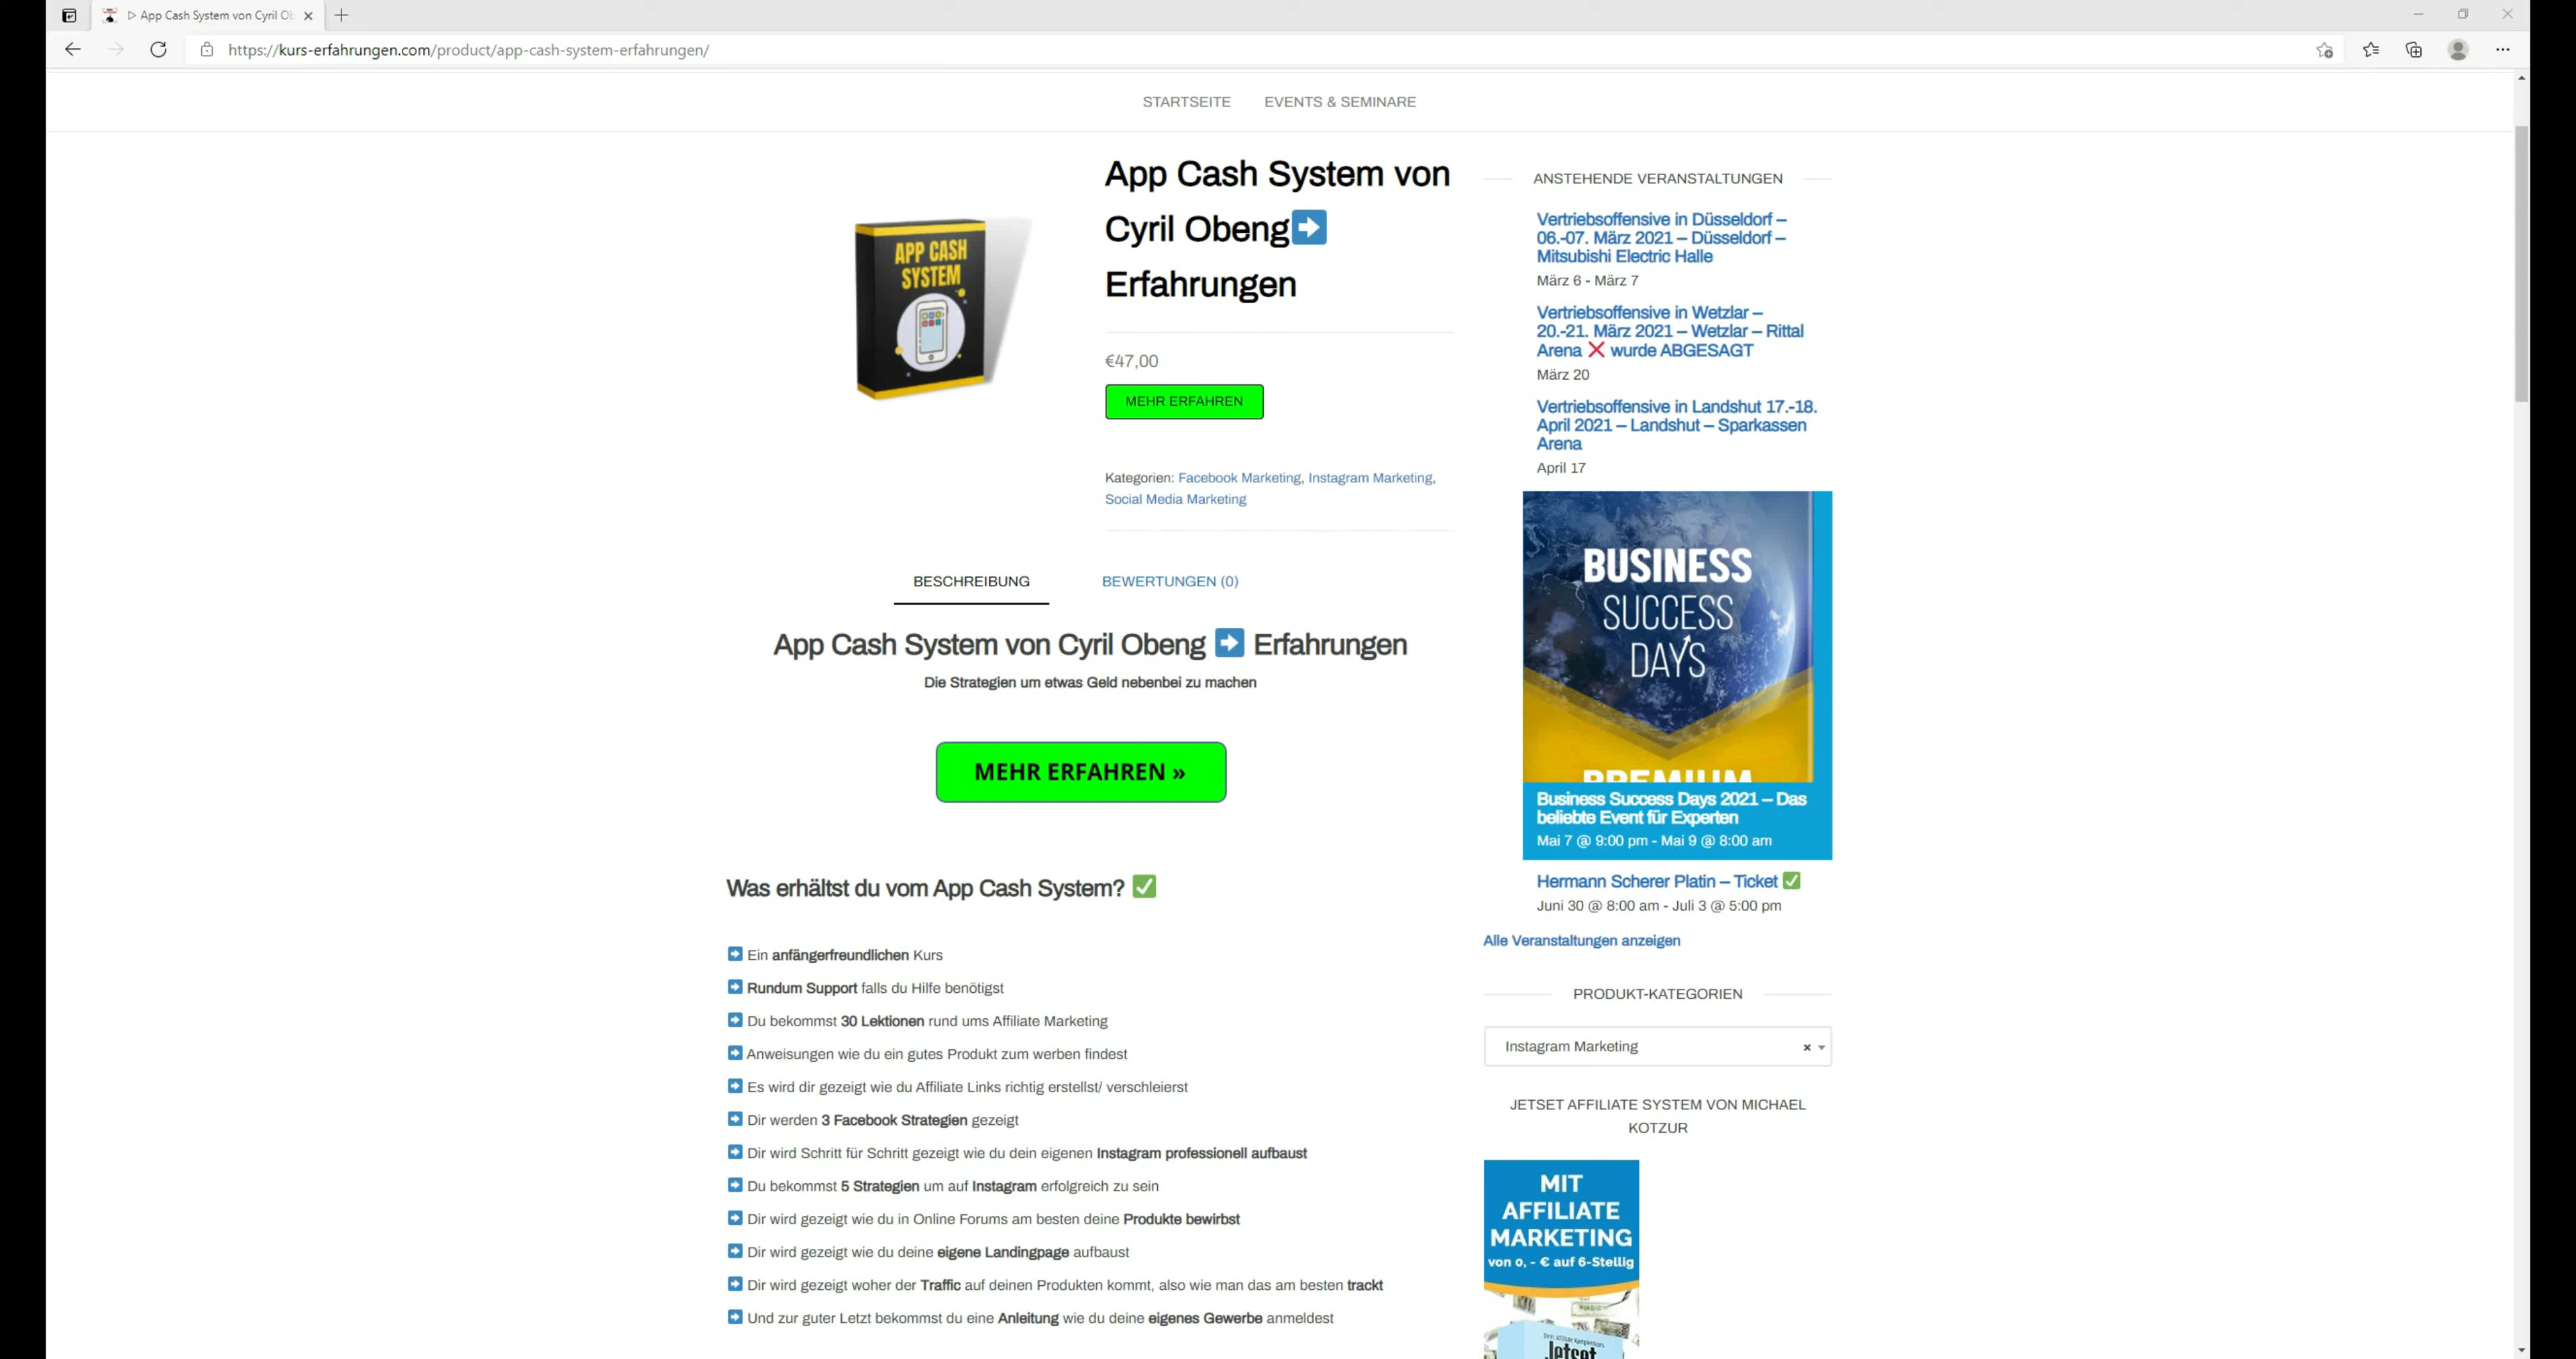 ▷ App Cash System von Cyril Ob
https://kurs-erfahrungen.com/product/app-cash-system-erfahrungen/
STARTSEITE EVENTS & SEMINARE
APP CASH
SYSTEM
App Cash System von
Cyril Obeng➡
Erfahrungen
€47,00
MEHR ERFAHREN
Kategorien: Facebook Marketing, Instagram Marketing,
Social Media Marketing
BESCHREIBUNG BEWERTUNGEN (0)
App Cash System von Cyril Obeng ➡ Erfahrungen
Die Strategien um etwas Geld nebenbei zu machen
MEHR ERFAHREN »
Was erhältst du vom App Cash System? ✅
➡ Ein anfängerfreundlichen Kurs
➡ Rundum Support falls du Hilfe benötigst
➡ Du bekommst 30 Lektionen rund ums Affiliate Marketing
➡ Anweisungen wie du ein gutes Produkt zum werben findest
➡ Es wird dir gezeigt wie du Affiliate Links richtig erstellst/ verschleierst
➡ Dir werden 3 Facebook Strategien gezeigt
➡ Dir wird Schritt für Schritt gezeigt wie du dein eigenen Instagram professionell aufbaust
➡ Du bekommst 5 Strategien um auf Instagram erfolgreich zu sein
➡ Dir wird gezeigt wie du in Online Forums am besten deine Produkte bewirbst
➡ Dir wird gezeigt wie du deine eigene Landingpage aufbaust
➡ Dir wird gezeigt woher der Traffic auf deinen Produkten kommt, also wie man das am besten trackt
➡ Und zur guter Letzt bekommst du eine Anleitung wie du deine eigenes Gewerbe anmeldest
ANSTEHENDE VERANSTALTUNGEN
Vertriebsoffensive in Düsseldorf –
06.-07. März 2021 – Düsseldorf –
Mitsubishi Electric Halle
März 6 - März 7
Vertriebsoffensive in Wetzlar –
20.-21. März 2021 – Wetzlar – Rittal
Arena ❌ wurde ABGESAGT
März 20
Vertriebsoffensive in Landshut 17.-18.
April 2021 – Landshut – Sparkassen
Arena
April 17
BUSINESS
SUCCESS
DAYS
PREMIUM
Business Success Days 2021 – Das
beliebte Event für Experten
Mai 7 @ 9:00 pm - Mai 9 @ 8:00 am
Hermann Scherer Platin – Ticket ✅
Juni 30 @ 8:00 am - Juli 3 @ 5:00 pm
Alle Veranstaltungen anzeigen
PRODUKT-KATEGORIEN
Instagram Marketing ×
JETSET AFFILIATE SYSTEM VON MICHAEL
KOTZUR
MIT
AFFILIATE
MARKETING
von 0, - € auf 6-Stellig
Jetset